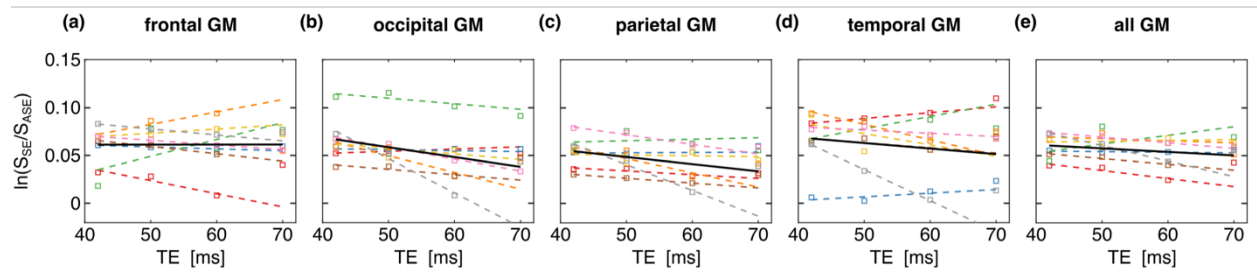 (a) frontal GM (b) occipital GM (c) parietal GM (d) temporal GM (e) all GM
ln(S_SE/S_ASE)
0.15
0.10
0.05
0
40 50 60 70 40 50 60 70 40 50 60 70 40 50 60 70 40 50 60 70
TE [ms] TE [ms] TE [ms] TE [ms] TE [ms]